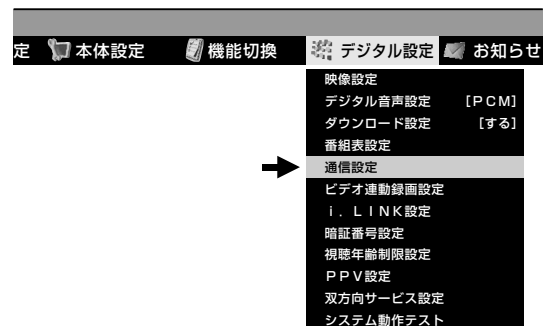 定 本体設定 機能切換 デジタル設定 お知らせ
映像設定
デジタル音声設定 [PCM]
ダウンロード設定 [する]
番組表設定
通信設定
ビデオ連動録画設定
i．LINK設定
暗証番号設定
視聴年齢制限設定
PPV設定
双方向サービス設定
システム動作テスト